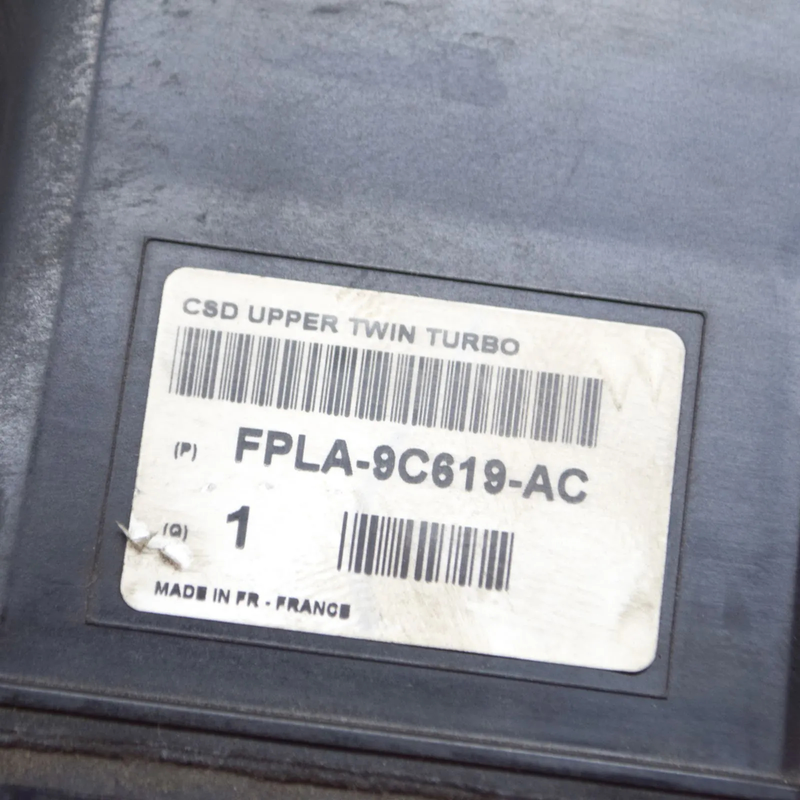 CSD UPPER TWIN TURBO
(P) FPLA-9C619-AC
(Q) 1
MADE IN FR - FRANCE